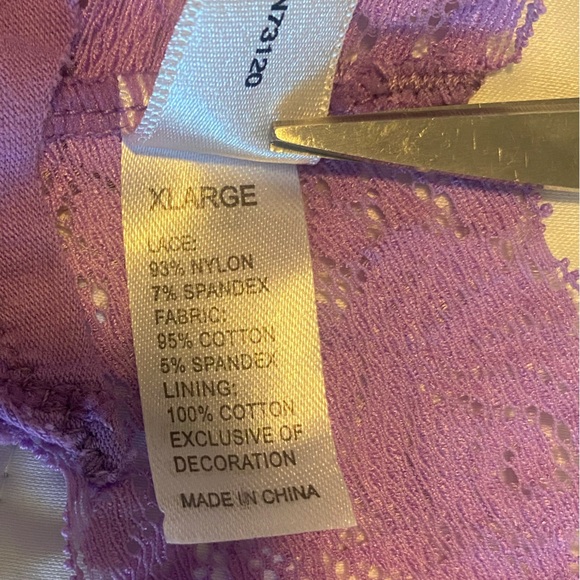 N73120
XLARGE
LACE:
93% NYLON
7% SPANDEX
FABRIC:
95% COTTON
5% SPANDEX
LINING:
100% COTTON
EXCLUSIVE OF
DECORATION
MADE IN CHINA